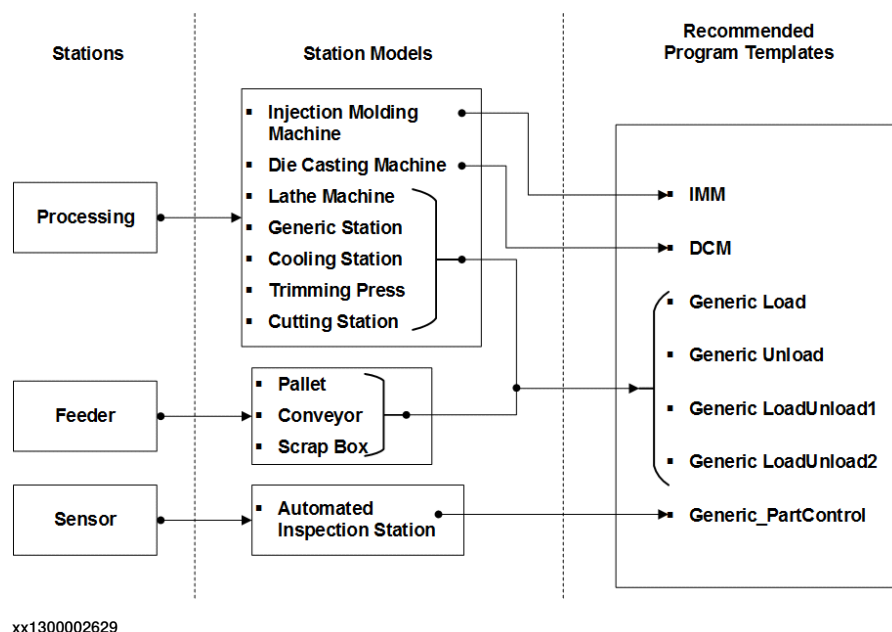 Stations
Station Models
Recommended
Program Templates
Processing
▪ Injection Molding
Machine
▪ Die Casting Machine
▪ Lathe Machine
▪ Generic Station
▪ Cooling Station
▪ Trimming Press
▪ Cutting Station
Feeder
▪ Pallet
▪ Conveyor
▪ Scrap Box
Sensor
▪ Automated
Inspection Station
▪ IMM
▪ DCM
▪ Generic Load
▪ Generic Unload
▪ Generic LoadUnload1
▪ Generic LoadUnload2
▪ Generic_PartControl
xx1300002629